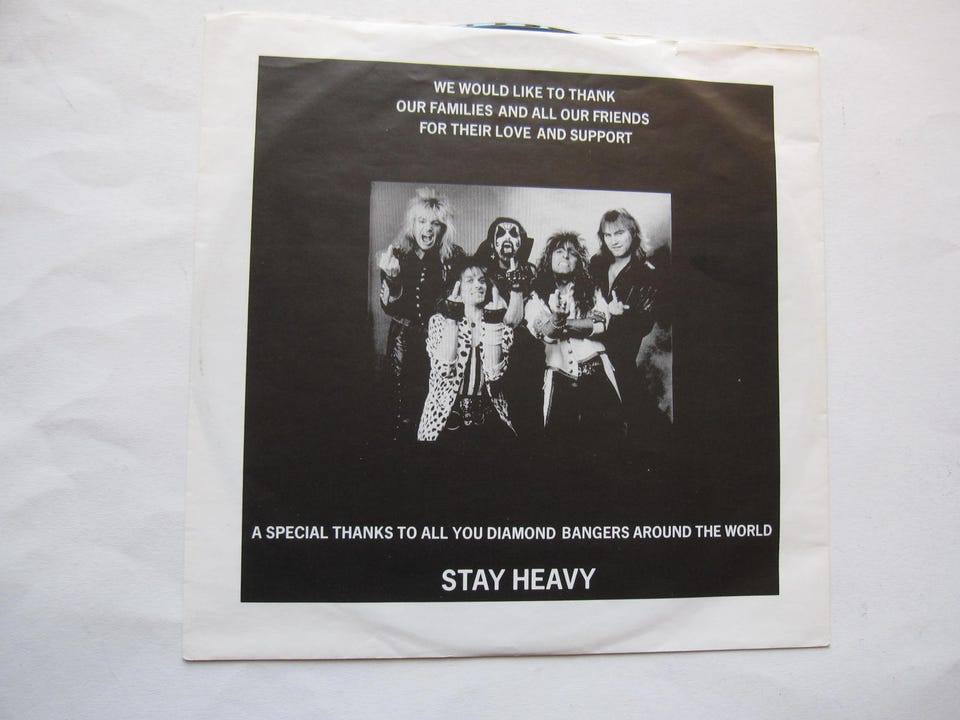 WE WOULD LIKE TO THANK
OUR FAMILIES AND ALL OUR FRIENDS
FOR THEIR LOVE AND SUPPORT
A SPECIAL THANKS TO ALL YOU DIAMOND BANGERS AROUND THE WORLD
STAY HEAVY